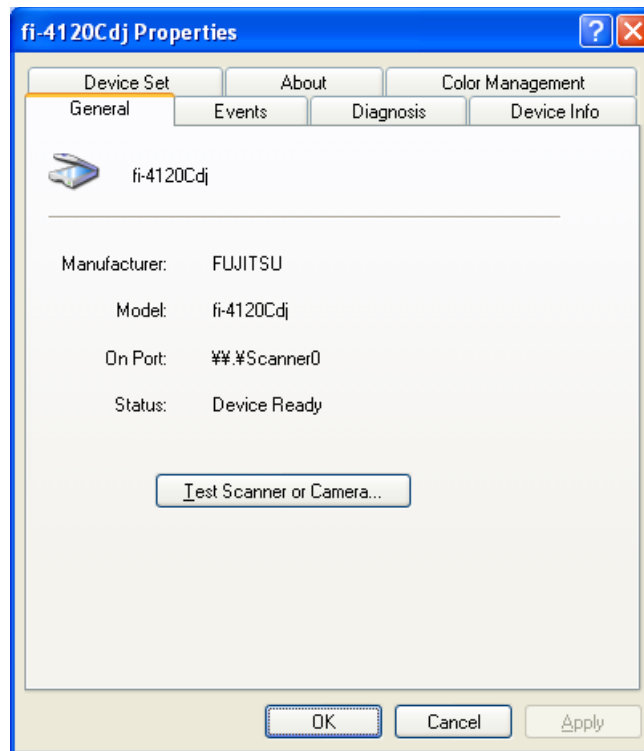 fi-4120Cdj Properties
Device Set About Color Management
General Events Diagnosis Device Info
fi-4120Cdj
Manufacturer: FUJITSU
Model: fi-4120Cdj
On Port: ¥¥.¥Scanner0
Status: Device Ready
Test Scanner or Camera...
OK Cancel Apply